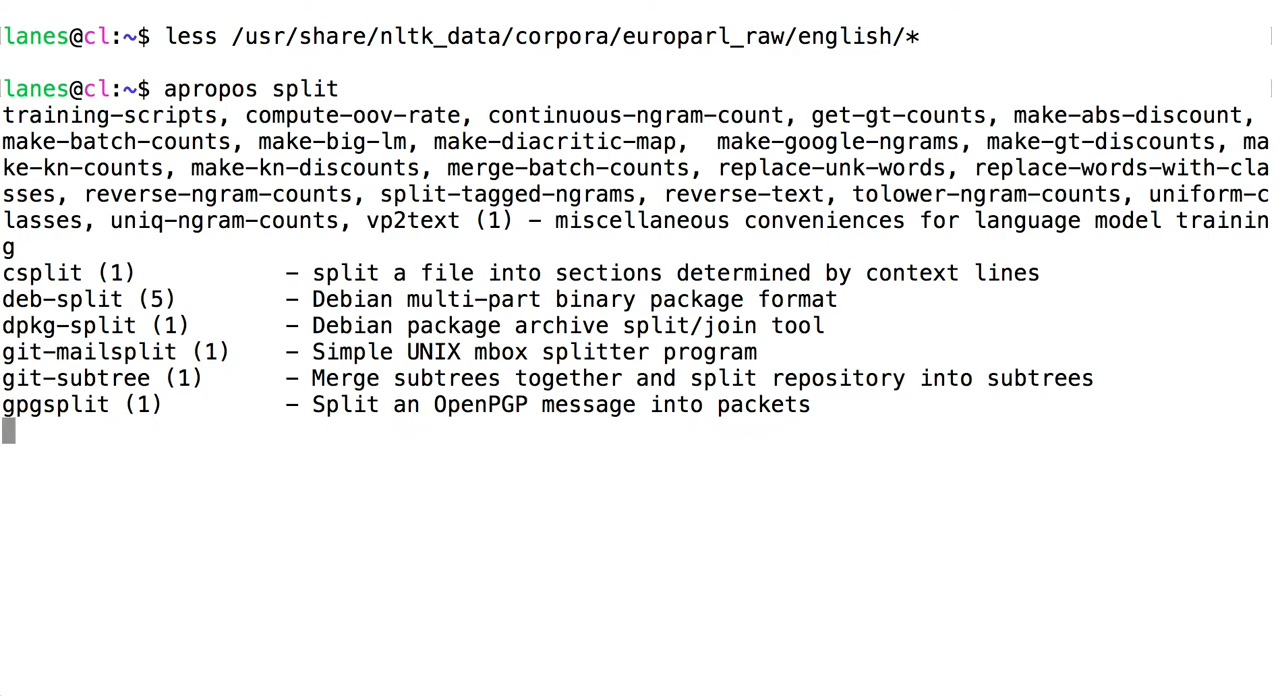 lanes@cl:~$ less /usr/share/nltk_data/corpora/europarl_raw/english/*
lanes@cl:~$ apropos split
training-scripts, compute-oov-rate, continuous-ngram-count, get-gt-counts, make-abs-discount,
make-batch-counts, make-big-lm, make-diacritic-map,  make-google-ngrams, make-gt-discounts, ma
ke-kn-counts, make-kn-discounts, merge-batch-counts, replace-unk-words, replace-words-with-cla
sses, reverse-ngram-counts, split-tagged-ngrams, reverse-text, tolower-ngram-counts, uniform-c
lasses, uniq-ngram-counts, vp2text (1) - miscellaneous conveniences for language model trainin
g
csplit (1)           - split a file into sections determined by context lines
deb-split (5)        - Debian multi-part binary package format
dpkg-split (1)       - Debian package archive split/join tool
git-mailsplit (1)    - Simple UNIX mbox splitter program
git-subtree (1)      - Merge subtrees together and split repository into subtrees
gpgsplit (1)         - Split an OpenPGP message into packets